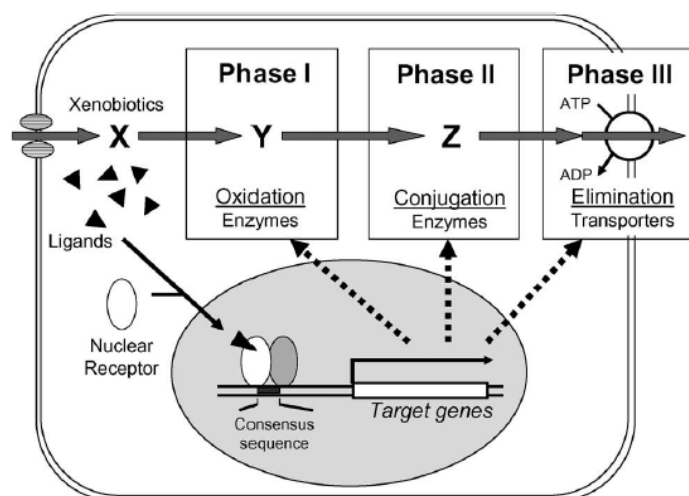 Phase I
Phase II
Phase III
Xenobiotics
ATP
X
Y
Z
ADP
Oxidation
Enzymes
Conjugation
Enzymes
Elimination
Transporters
Ligands
Nuclear
Receptor
Target genes
Consensus
sequence